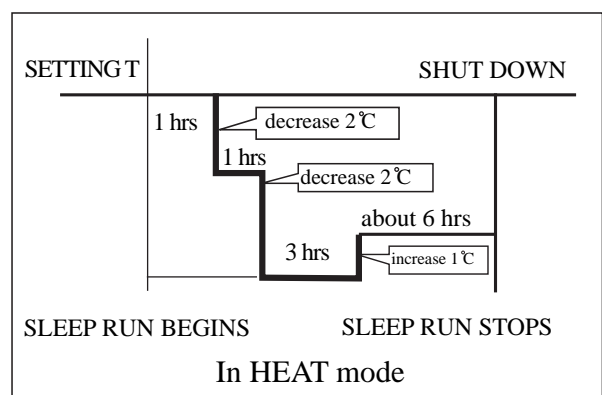 SETTING T
SHUT DOWN
1 hrs
decrease 2℃
1 hrs
decrease 2℃
about 6 hrs
3 hrs
increase 1℃
SLEEP RUN BEGINS
SLEEP RUN STOPS
In HEAT mode